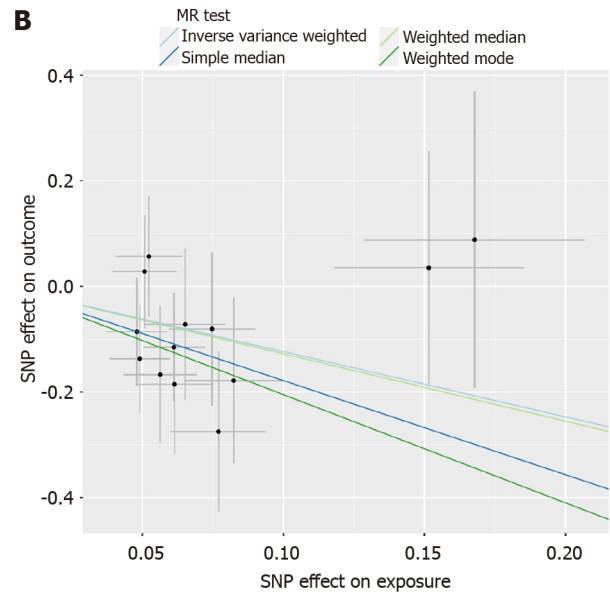 B
MR test
Inverse variance weighted
Weighted median
Simple median
Weighted mode
SNP effect on outcome
0.4
0.2
0.0
-0.2
-0.4
0.05
0.10
0.15
0.20
SNP effect on exposure